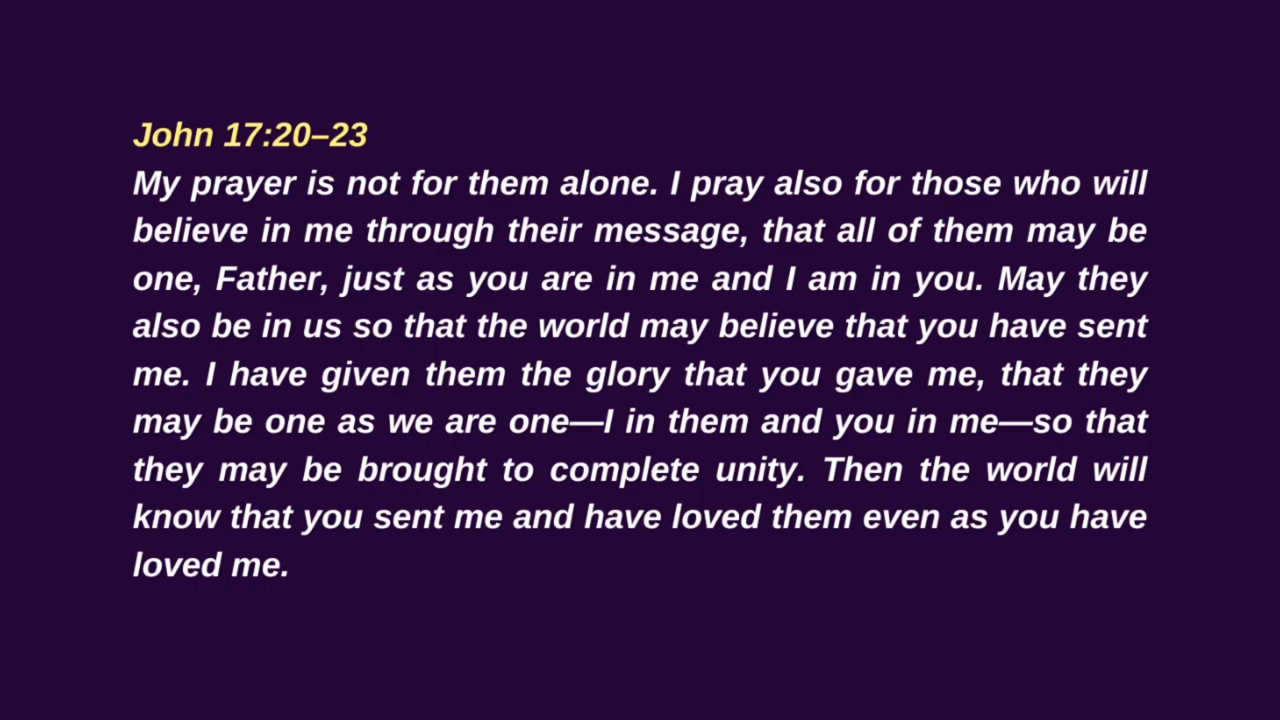 John 17:20–23
My prayer is not for them alone. I pray also for those who will
believe in me through their message, that all of them may be
one, Father, just as you are in me and I am in you. May they
also be in us so that the world may believe that you have sent
me. I have given them the glory that you gave me, that they
may be one as we are one—I in them and you in me—so that
they may be brought to complete unity. Then the world will
know that you sent me and have loved them even as you have
loved me.